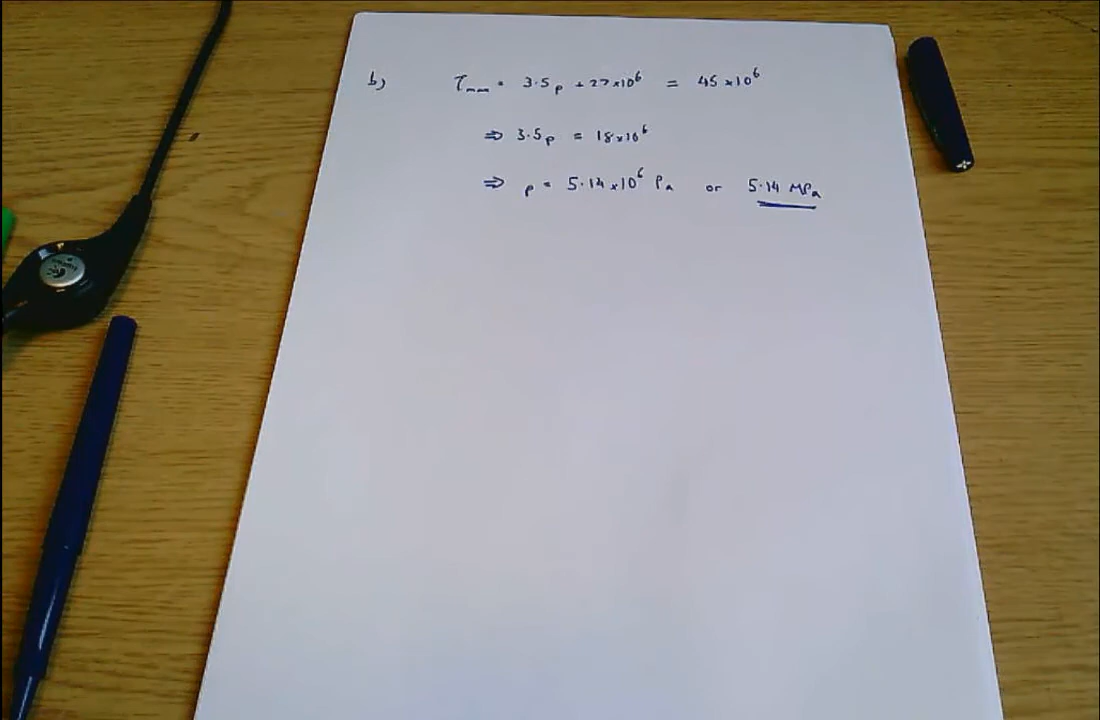 b) τmax = 3.5p + 27×10⁶ = 45×10⁶
⇒ 3.5p = 18×10⁶
⇒ p = 5.14×10⁶ Pa or 5.14 MPa